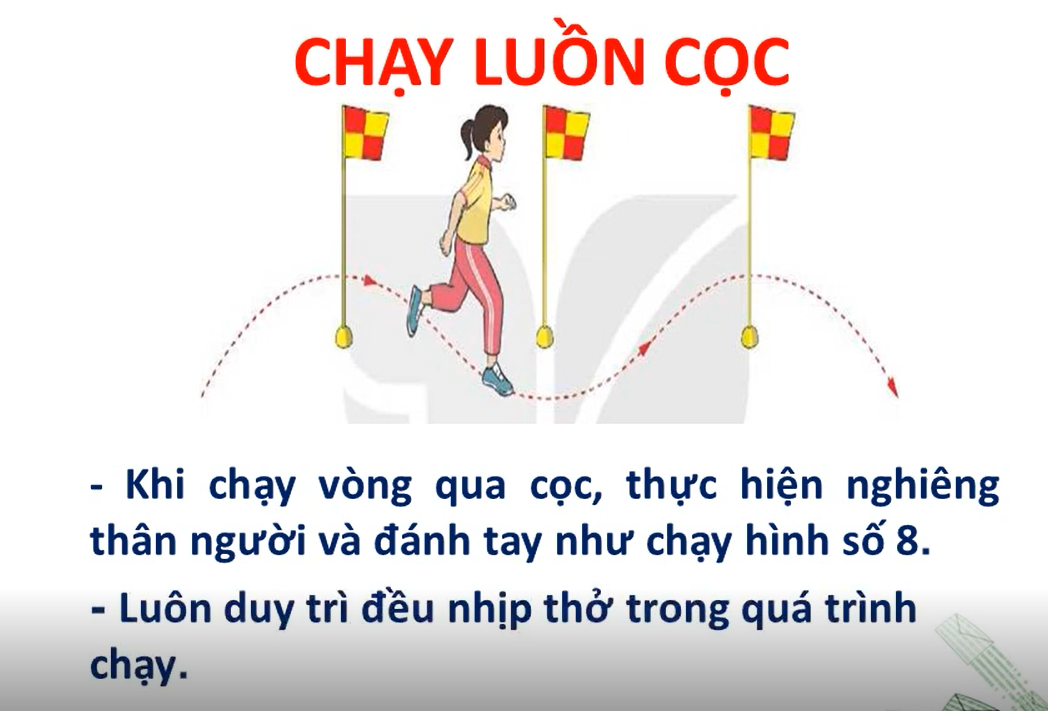 CHẠY LUỒN CỌC
- Khi chạy vòng qua cọc, thực hiện nghiêng
thân người và đánh tay như chạy hình số 8.
- Luôn duy trì đều nhịp thở trong quá trình
chạy.